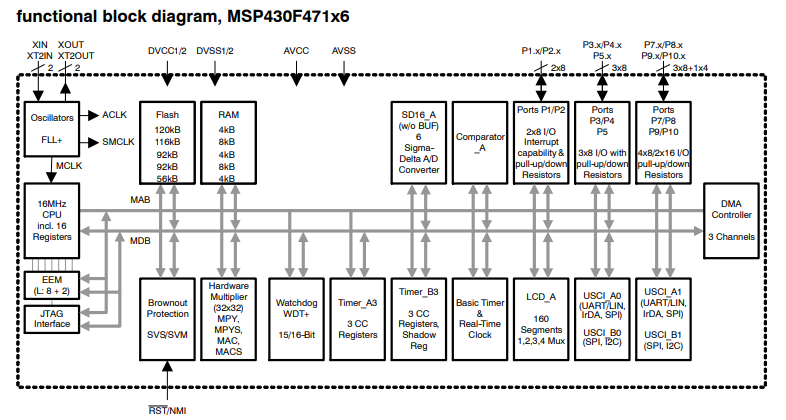 functional block diagram, MSP430F471x6
XIN
XT2IN
XOUT
XT2OUT
DVCC1/2
DVSS1/2
AVCC
AVSS
P1.x/P2.x
P3.x/P4.x
P5.x
P7.x/P8.x
P9.x/P10.x
2
2
2x8
3x8
3x8+1x4
Oscillators
FLL+
ACLK
SMCLK
MCLK
Flash
120kB
116kB
92kB
92kB
56kB
RAM
4kB
8kB
4kB
8kB
4kB
SD16_A
(w/o BUF)
6
Sigma-
Delta A/D
Converter
Comparator
_A
Ports P1/P2
2x8 I/O
Interrupt
capability &
pull-up/down
Resistors
Ports
P3/P4
P5
3x8 I/O with
pull-up/down
Resistors
Ports
P7/P8
P9/P10
4x8/2x16 I/O
pull-up/down
Resistors
16MHz
CPU
incl. 16
Registers
MAB
MDB
DMA
Controller
3 Channels
EEM
(L: 8 + 2)
JTAG
Interface
Brownout
Protection
SVS/SVM
Hardware
Multiplier
(32x32)
MPY,
MPYS,
MAC,
MACS
Watchdog
WDT+
15/16-Bit
Timer_A3
3 CC
Registers
Timer_B3
3 CC
Registers,
Shadow
Reg
Basic Timer
&
Real-Time
Clock
LCD_A
160
Segments
1,2,3,4 Mux
USCI_A0
(UART/LIN,
IrDA, SPI)
USCI_B0
(SPI, I2C)
USCI_A1
(UART/LIN,
IrDA, SPI)
USCI_B1
(SPI, I2C)
RST/NMI